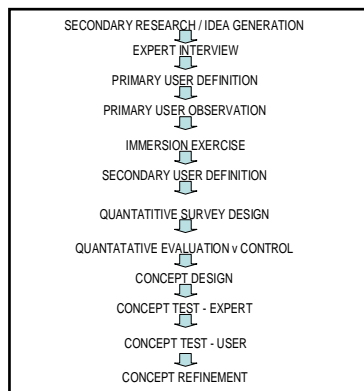 SECONDARY RESEARCH / IDEA GENERATION
EXPERT INTERVIEW
PRIMARY USER DEFINITION
PRIMARY USER OBSERVATION
IMMERSION EXERCISE
SECONDARY USER DEFINITION
QUANTATITIVE SURVEY DESIGN
QUANTATATIVE EVALUATION v CONTROL
CONCEPT DESIGN
CONCEPT TEST - EXPERT
CONCEPT TEST - USER
CONCEPT REFINEMENT